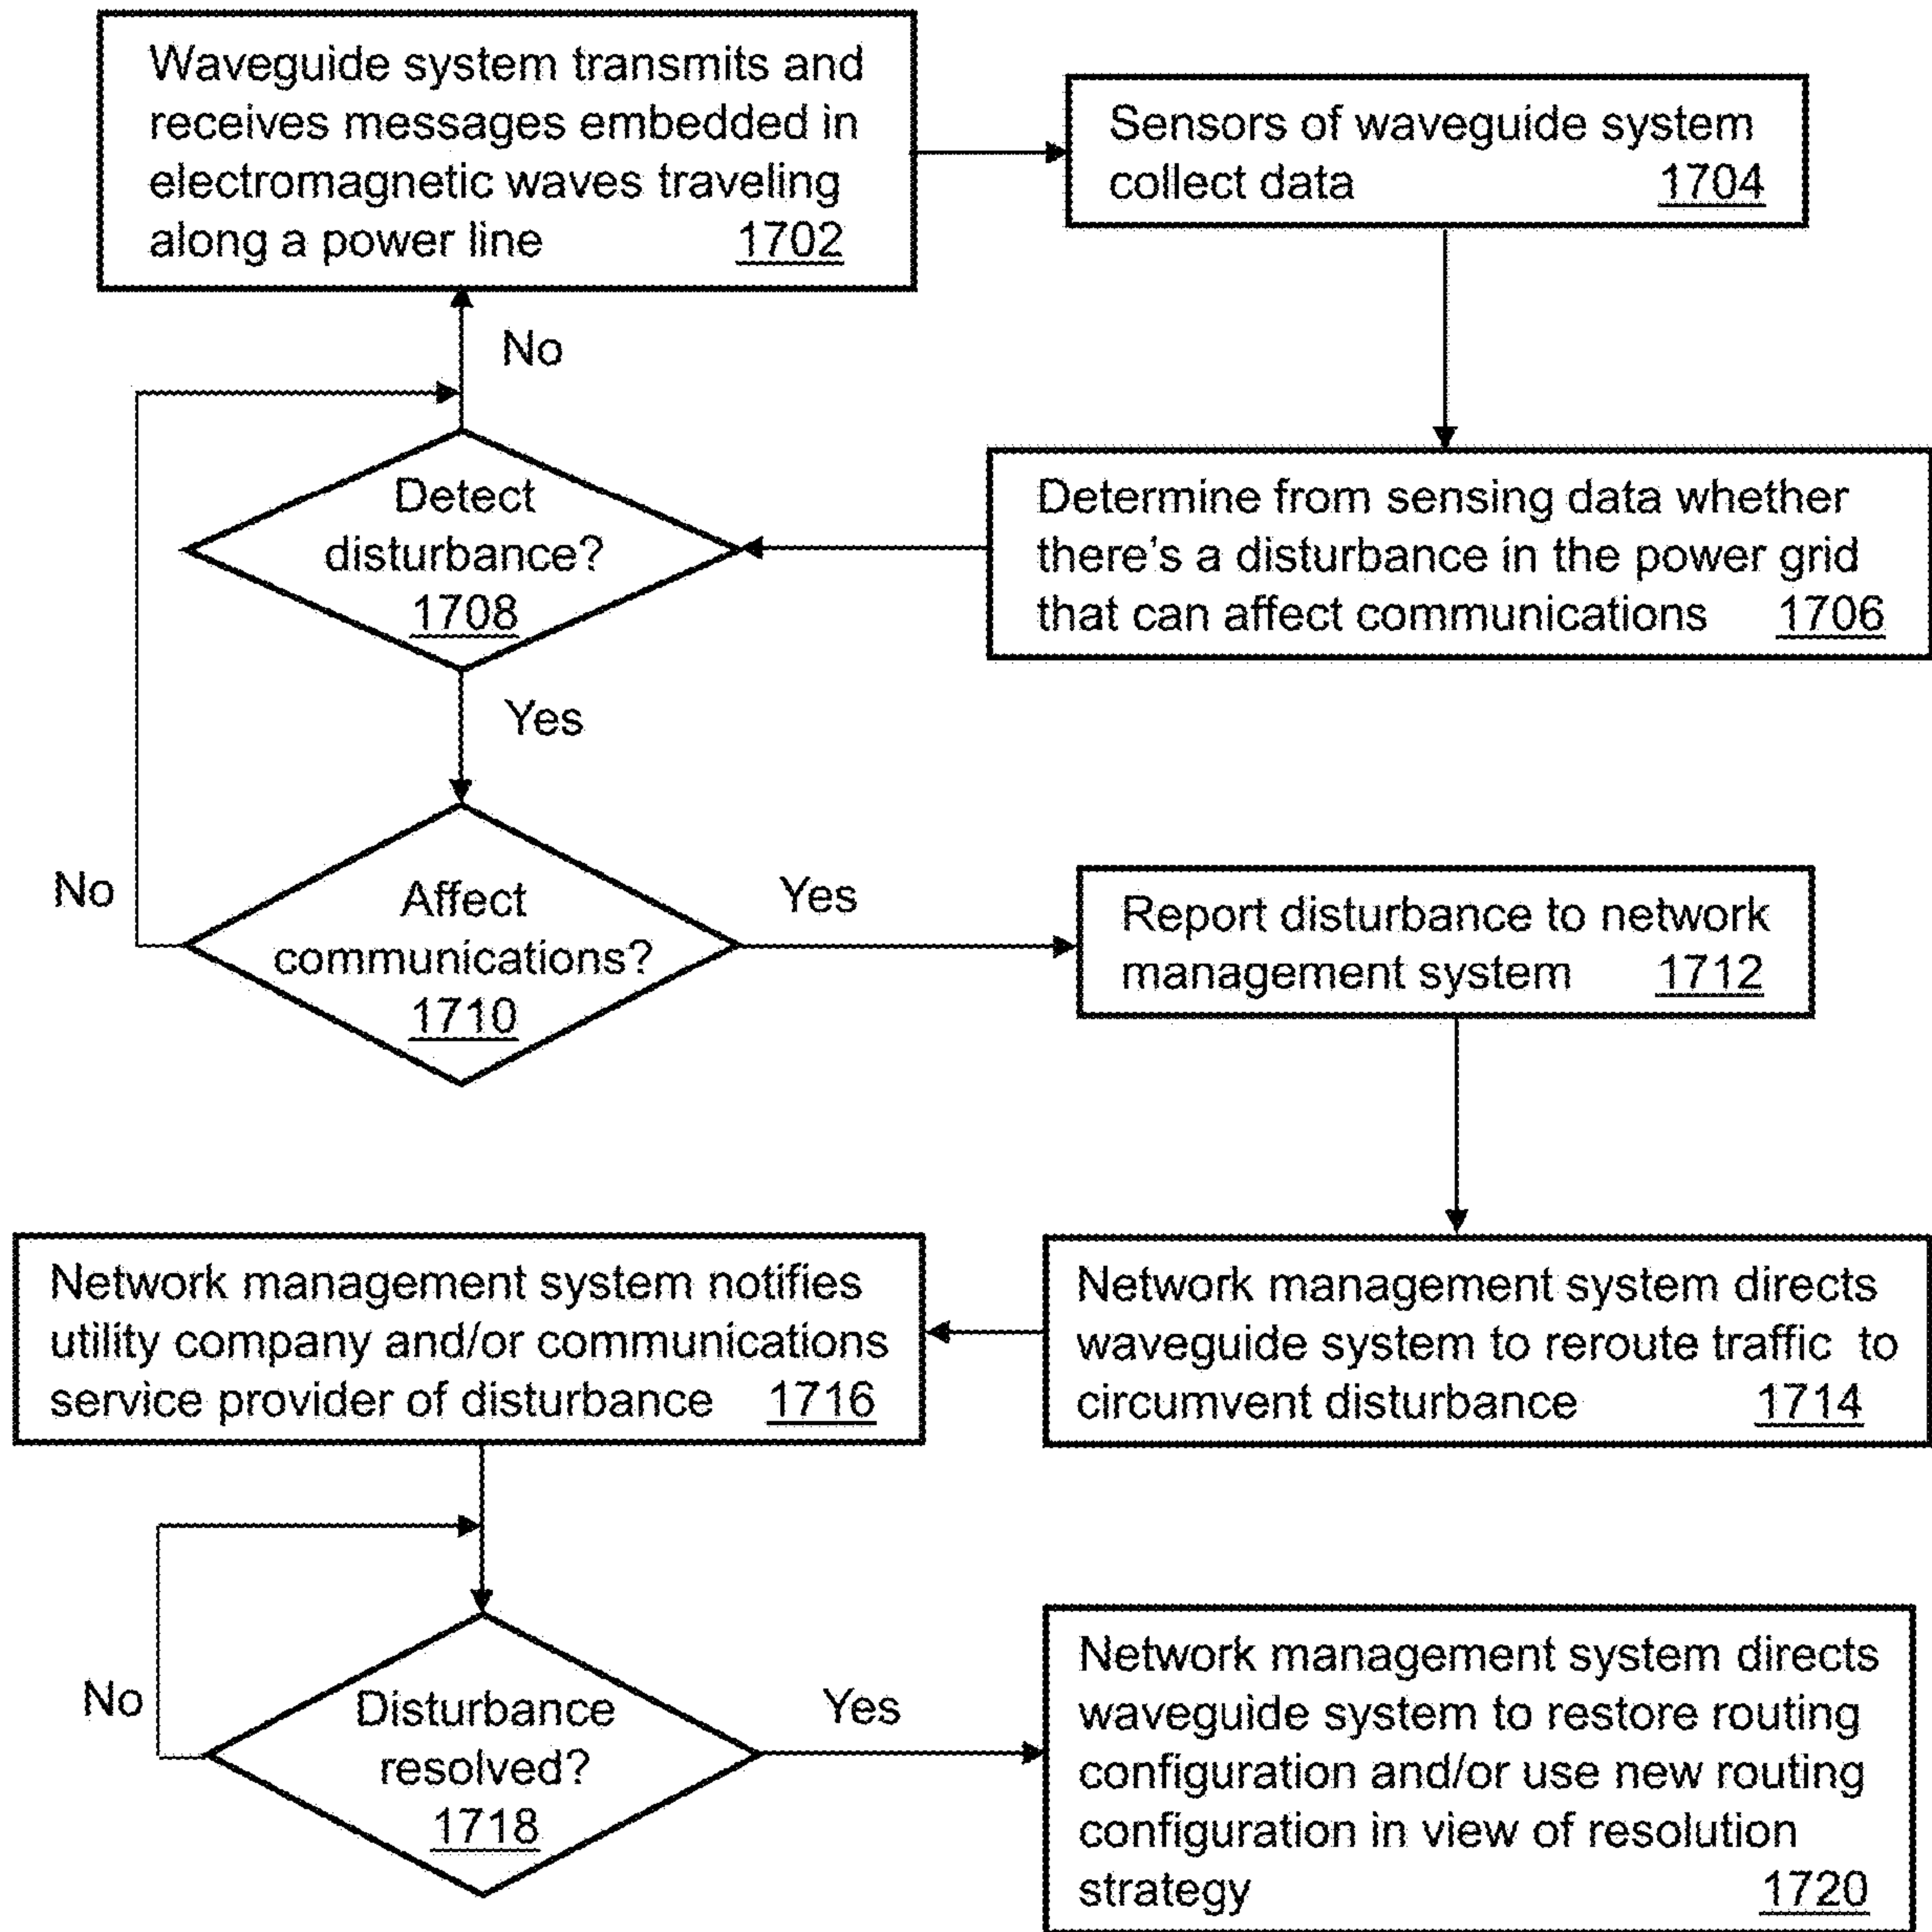 Waveguide system transmits and
receives messages embedded in
electromagnetic waves traveling
along a power line 1702
Sensors of waveguide system
collect data 1704
No
Detect
disturbance?
1708
Determine from sensing data whether
there's a disturbance in the power grid
that can affect communications 1706
Yes
No
Affect
communications?
1710
Yes
Report disturbance to network
management system 1712
Network management system notifies
utility company and/or communications
service provider of disturbance 1716
Network management system directs
waveguide system to reroute traffic to
circumvent disturbance 1714
No
Disturbance
resolved?
1718
Yes
Network management system directs
waveguide system to restore routing
configuration and/or use new routing
configuration in view of resolution
strategy 1720